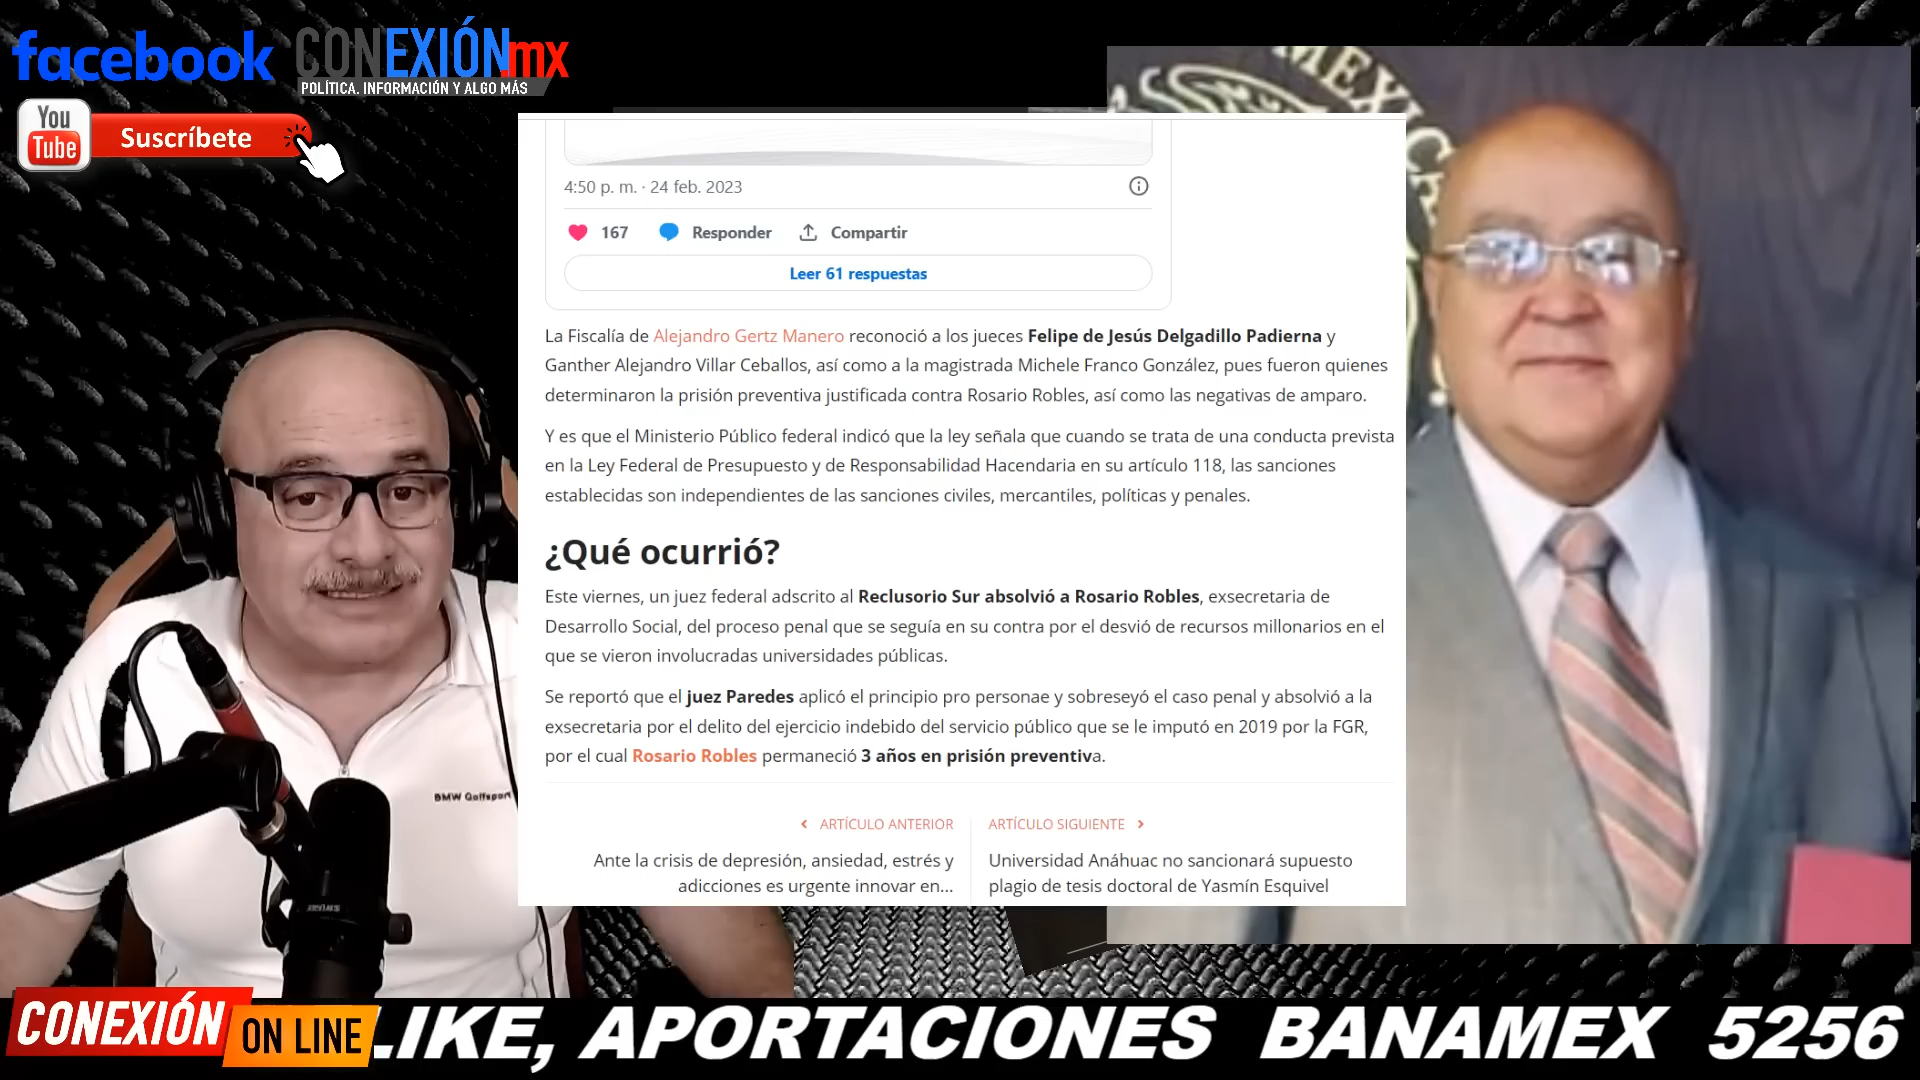 facebook
CONEXIÓN.mx
POLÍTICA. INFORMACIÓN Y ALGO MÁS
You
Tube
Suscríbete
MEXICA
4:50 p. m. · 24 feb. 2023
167 Responder Compartir
Leer 61 respuestas
La Fiscalía de Alejandro Gertz Manero reconoció a los jueces Felipe de Jesús Delgadillo Padierna y
Ganther Alejandro Villar Ceballos, así como a la magistrada Michele Franco González, pues fueron quienes
determinaron la prisión preventiva justificada contra Rosario Robles, así como las negativas de amparo.
Y es que el Ministerio Público federal indicó que la ley señala que cuando se trata de una conducta prevista
en la Ley Federal de Presupuesto y de Responsabilidad Hacendaria en su artículo 118, las sanciones
establecidas son independientes de las sanciones civiles, mercantiles, políticas y penales.
¿Qué ocurrió?
Este viernes, un juez federal adscrito al Reclusorio Sur absolvió a Rosario Robles, exsecretaria de
Desarrollo Social, del proceso penal que se seguía en su contra por el desvió de recursos millonarios en el
que se vieron involucradas universidades públicas.
Se reportó que el juez Paredes aplicó el principio pro personae y sobreseyó el caso penal y absolvió a la
exsecretaria por el delito del ejercicio indebido del servicio público que se le imputó en 2019 por la FGR,
por el cual Rosario Robles permaneció 3 años en prisión preventiva.
‹ ARTÍCULO ANTERIOR
Ante la crisis de depresión, ansiedad, estrés y
adicciones es urgente innovar en...
ARTÍCULO SIGUIENTE ›
Universidad Anáhuac no sancionará supuesto
plagio de tesis doctoral de Yasmín Esquivel
BMW Golfsport
CONEXIÓN
ON LINE
LIKE, APORTACIONES BANAMEX 5256